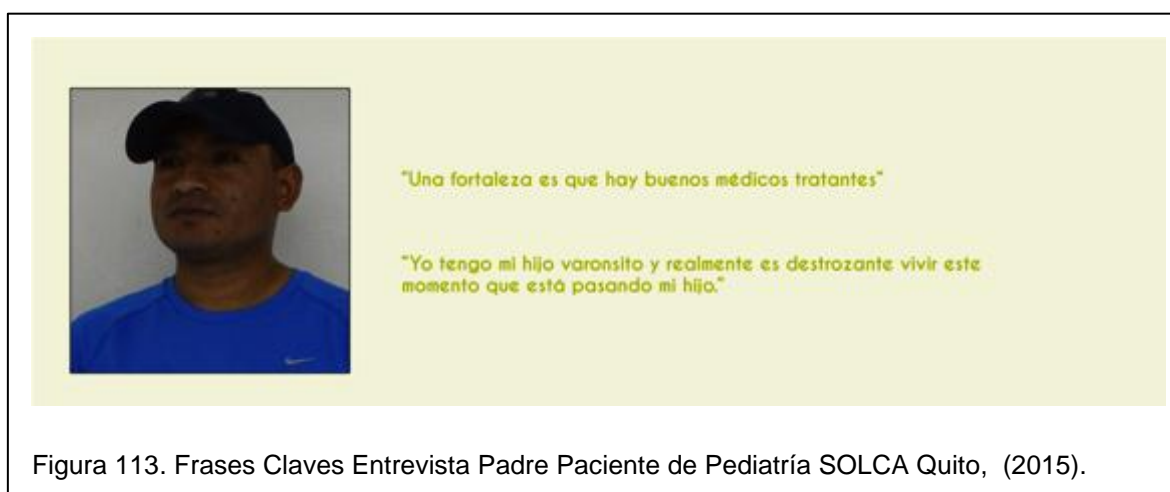 "Una fortaleza es que hay buenos médicos tratantes"
"Yo tengo mi hijo varonsito y realmente es destrozante vivir este
momento que está pasando mi hijo."
Figura 113. Frases Claves Entrevista Padre Paciente de Pediatría SOLCA Quito, (2015).